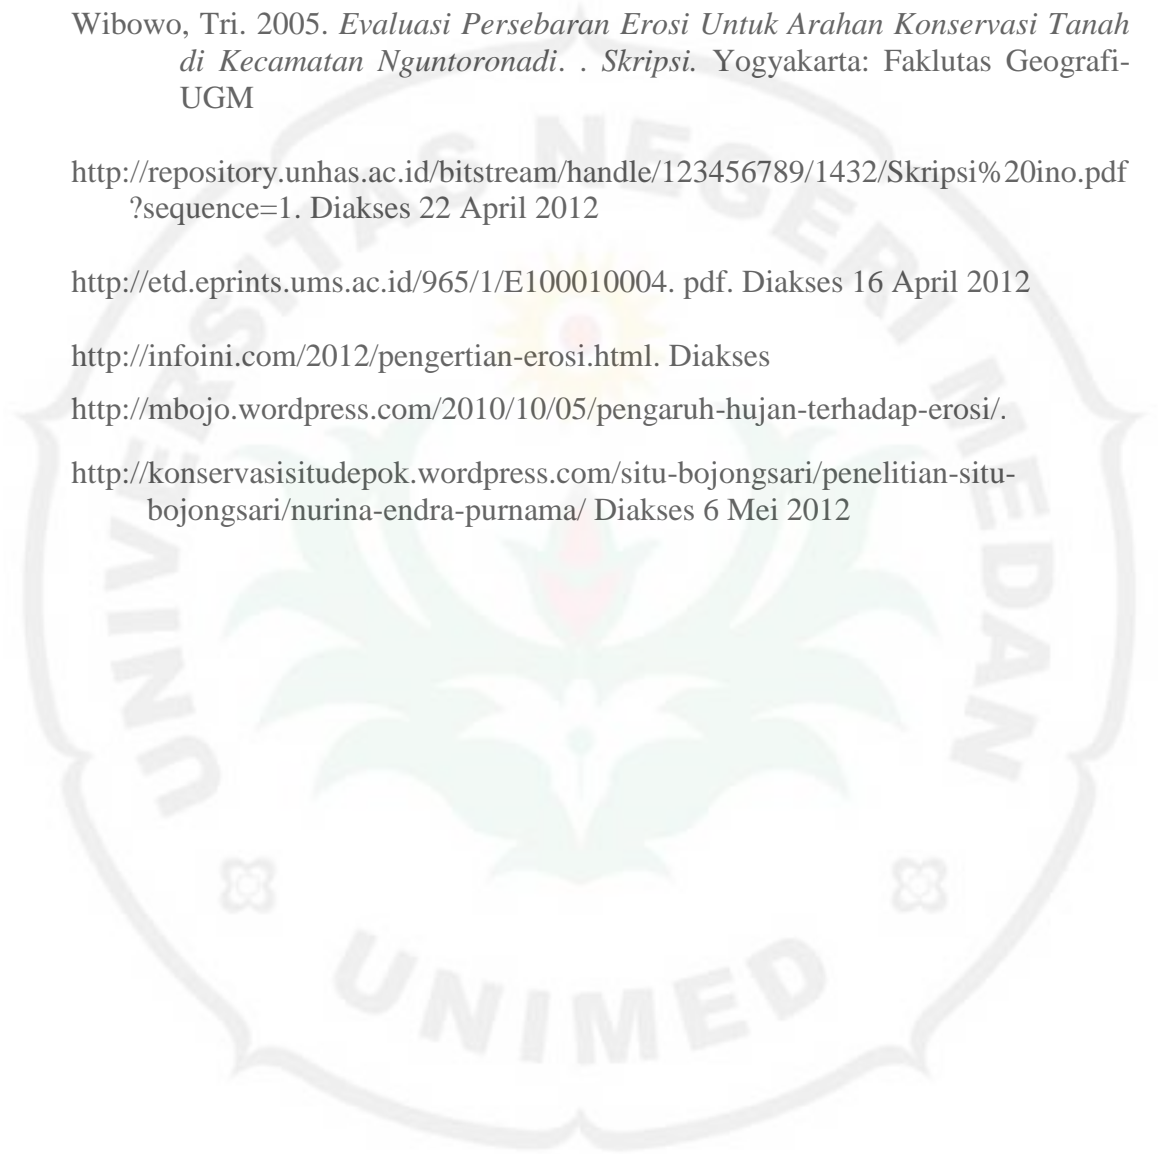 Wibowo, Tri. 2005. Evaluasi Persebaran Erosi Untuk Arahan Konservasi Tanah
di Kecamatan Nguntoronadi. . Skripsi. Yogyakarta: Faklutas Geografi-
UGM
http://repository.unhas.ac.id/bitstream/handle/123456789/1432/Skripsi%20ino.pdf
?sequence=1. Diakses 22 April 2012
http://etd.eprints.ums.ac.id/965/1/E100010004. pdf. Diakses 16 April 2012
http://infoini.com/2012/pengertian-erosi.html. Diakses
http://mbojo.wordpress.com/2010/10/05/pengaruh-hujan-terhadap-erosi/.
http://konservasisitudepok.wordpress.com/situ-bojongsari/penelitian-situ-
bojongsari/nurina-endra-purnama/ Diakses 6 Mei 2012
UNIVERSITAS NEGERI MEDAN
UNIMED